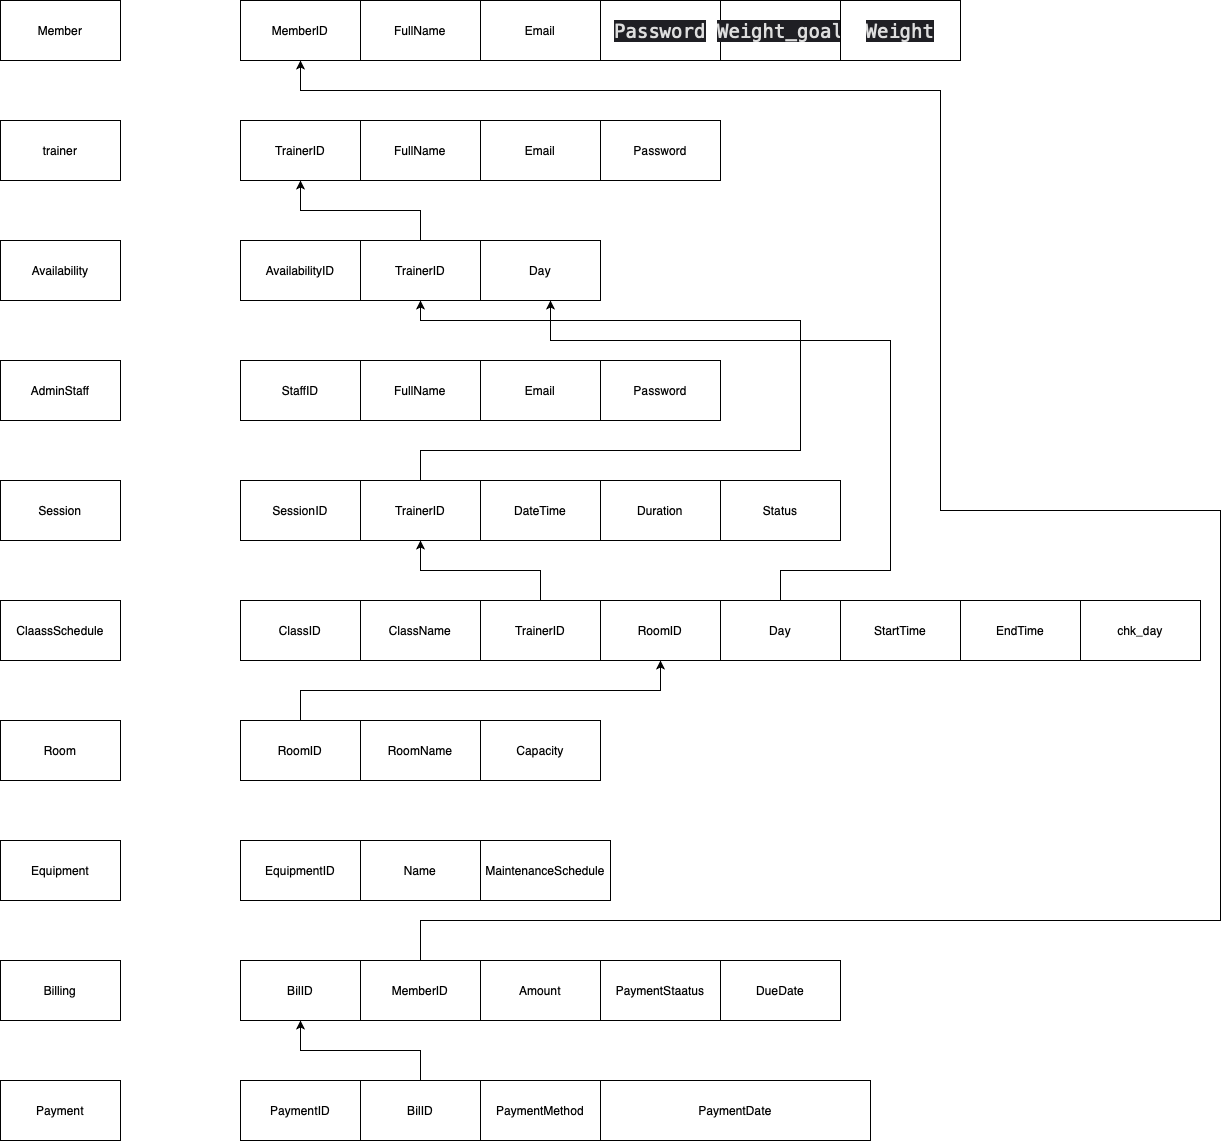 Member MemberID FullName Email Password Weight_goal Weight
trainer TrainerID FullName Email Password
Availability AvailabilityID TrainerID Day
AdminStaff StaffID FullName Email Password
Session SessionID TrainerID DateTime Duration Status
ClaassSchedule ClassID ClassName TrainerID RoomID Day StartTime EndTime chk_day
Room RoomID RoomName Capacity
Equipment EquipmentID Name MaintenanceSchedule
Billing BillID MemberID Amount PaymentStaatus DueDate
Payment PaymentID BillD PaymentMethod PaymentDate